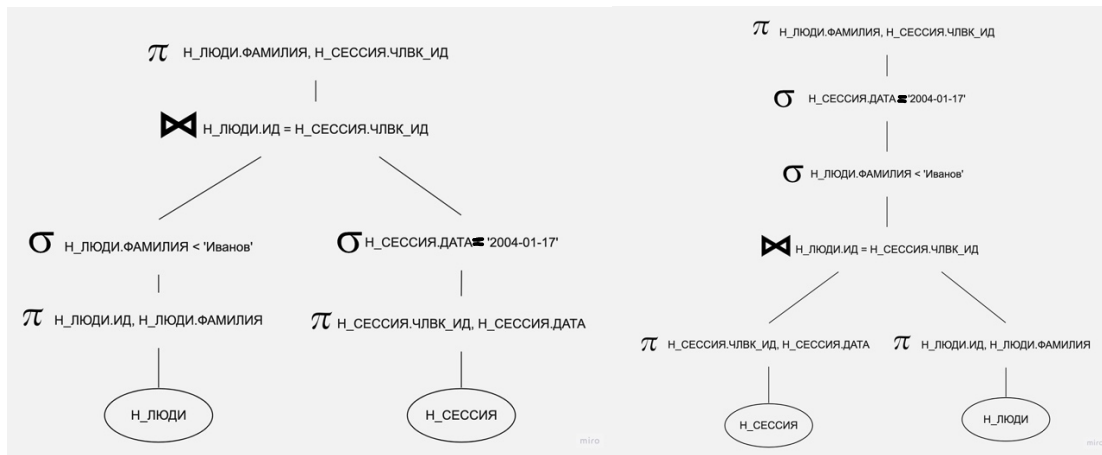 π Н_ЛЮДИ.ФАМИЛИЯ, Н_СЕССИЯ.ЧЛВК_ИД
⋈ Н_ЛЮДИ.ИД = Н_СЕССИЯ.ЧЛВК_ИД
σ Н_ЛЮДИ.ФАМИЛИЯ < 'Иванов'
σ Н_СЕССИЯ.ДАТА = '2004-01-17'
π Н_ЛЮДИ.ИД, Н_ЛЮДИ.ФАМИЛИЯ
π Н_СЕССИЯ.ЧЛВК_ИД, Н_СЕССИЯ.ДАТА
Н_ЛЮДИ
Н_СЕССИЯ
miro
π Н_ЛЮДИ.ФАМИЛИЯ, Н_СЕССИЯ.ЧЛВК_ИД
σ Н_СЕССИЯ.ДАТА = '2004-01-17'
σ Н_ЛЮДИ.ФАМИЛИЯ < 'Иванов'
⋈ Н_ЛЮДИ.ИД = Н_СЕССИЯ.ЧЛВК_ИД
π Н_СЕССИЯ.ЧЛВК_ИД, Н_СЕССИЯ.ДАТА
π Н_ЛЮДИ.ИД, Н_ЛЮДИ.ФАМИЛИЯ
Н_СЕССИЯ
Н_ЛЮДИ
miro